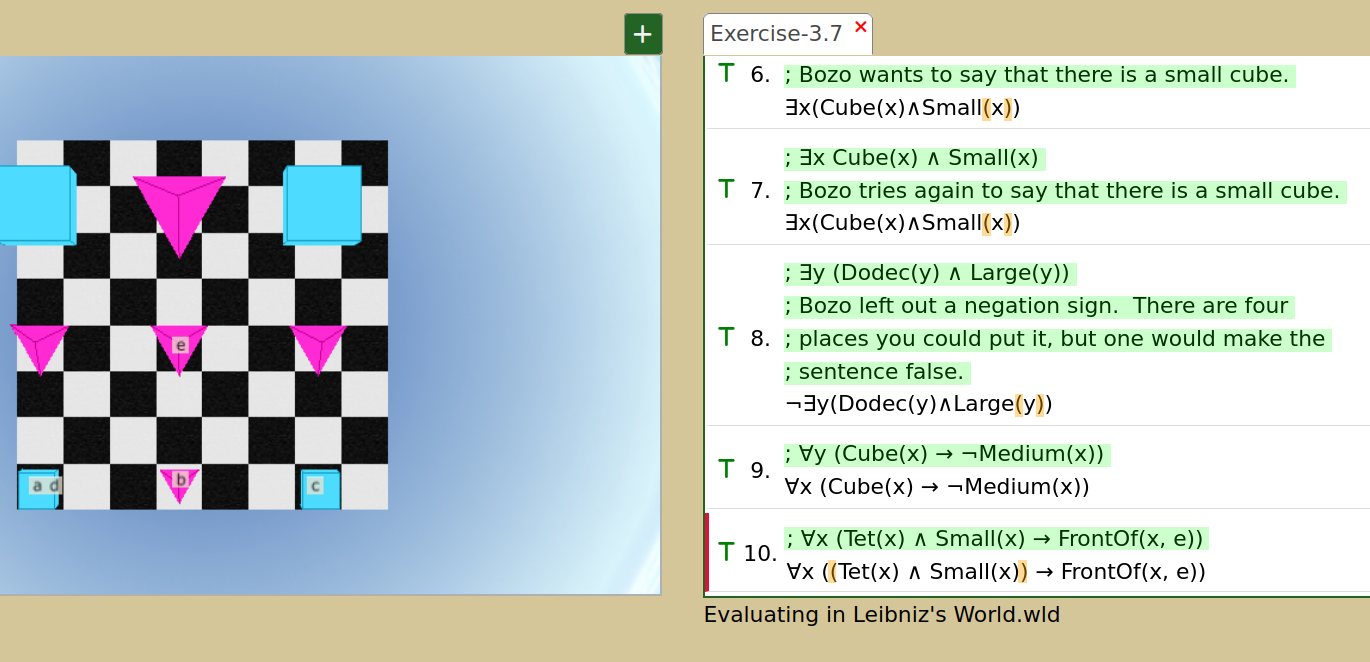 +
Exercise-3.7 ✕
T 6. ; Bozo wants to say that there is a small cube.
∃x(Cube(x)∧Small(x))
; ∃x Cube(x) ∧ Small(x)
T 7. ; Bozo tries again to say that there is a small cube.
∃x(Cube(x)∧Small(x))
; ∃y (Dodec(y) ∧ Large(y))
; Bozo left out a negation sign.  There are four
T 8. ; places you could put it, but one would make the
; sentence false.
¬∃y(Dodec(y)∧Large(y))
; ∀y (Cube(x) → ¬Medium(x))
T 9.
∀x (Cube(x) → ¬Medium(x))
; ∀x (Tet(x) ∧ Small(x) → FrontOf(x, e))
T 10.
∀x ((Tet(x) ∧ Small(x)) → FrontOf(x, e))
Evaluating in Leibniz's World.wld
e
a d
b
c